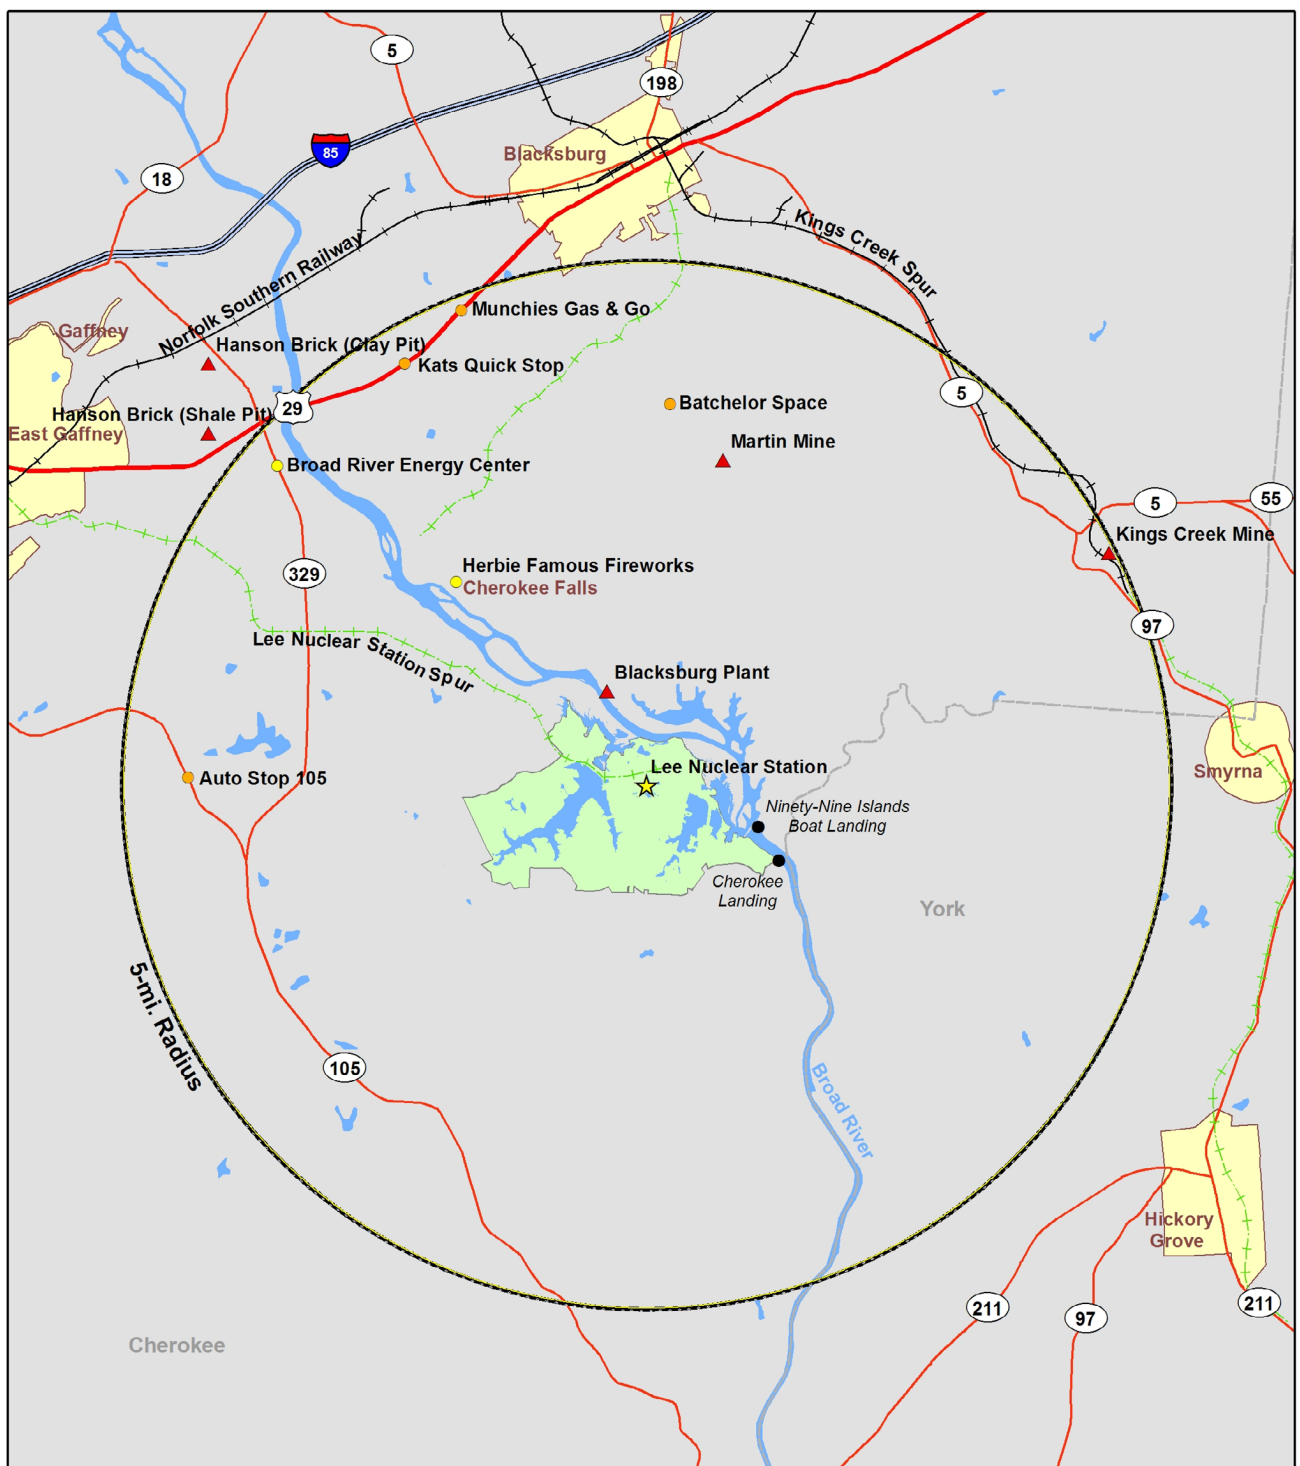 5
198
Blacksburg
85
18
Kings Creek Spur
Norfolk Southern Railway
Munchies Gas & Go
Gaffney
Hanson Brick (Clay Pit)
Kats Quick Stop
5
29
Batchelor Space
Hanson Brick (Shale Pit)
East Gaffney
Martin Mine
Broad River Energy Center
5
55
Kings Creek Mine
329
Herbie Famous Fireworks
Cherokee Falls
97
Lee Nuclear Station Spur
Blacksburg Plant
Lee Nuclear Station
Smyrna
Auto Stop 105
Ninety-Nine Islands
Boat Landing
Cherokee
Landing
York
5-mi. Radius
105
Broad River
Hickory
Grove
211
97
211
Cherokee